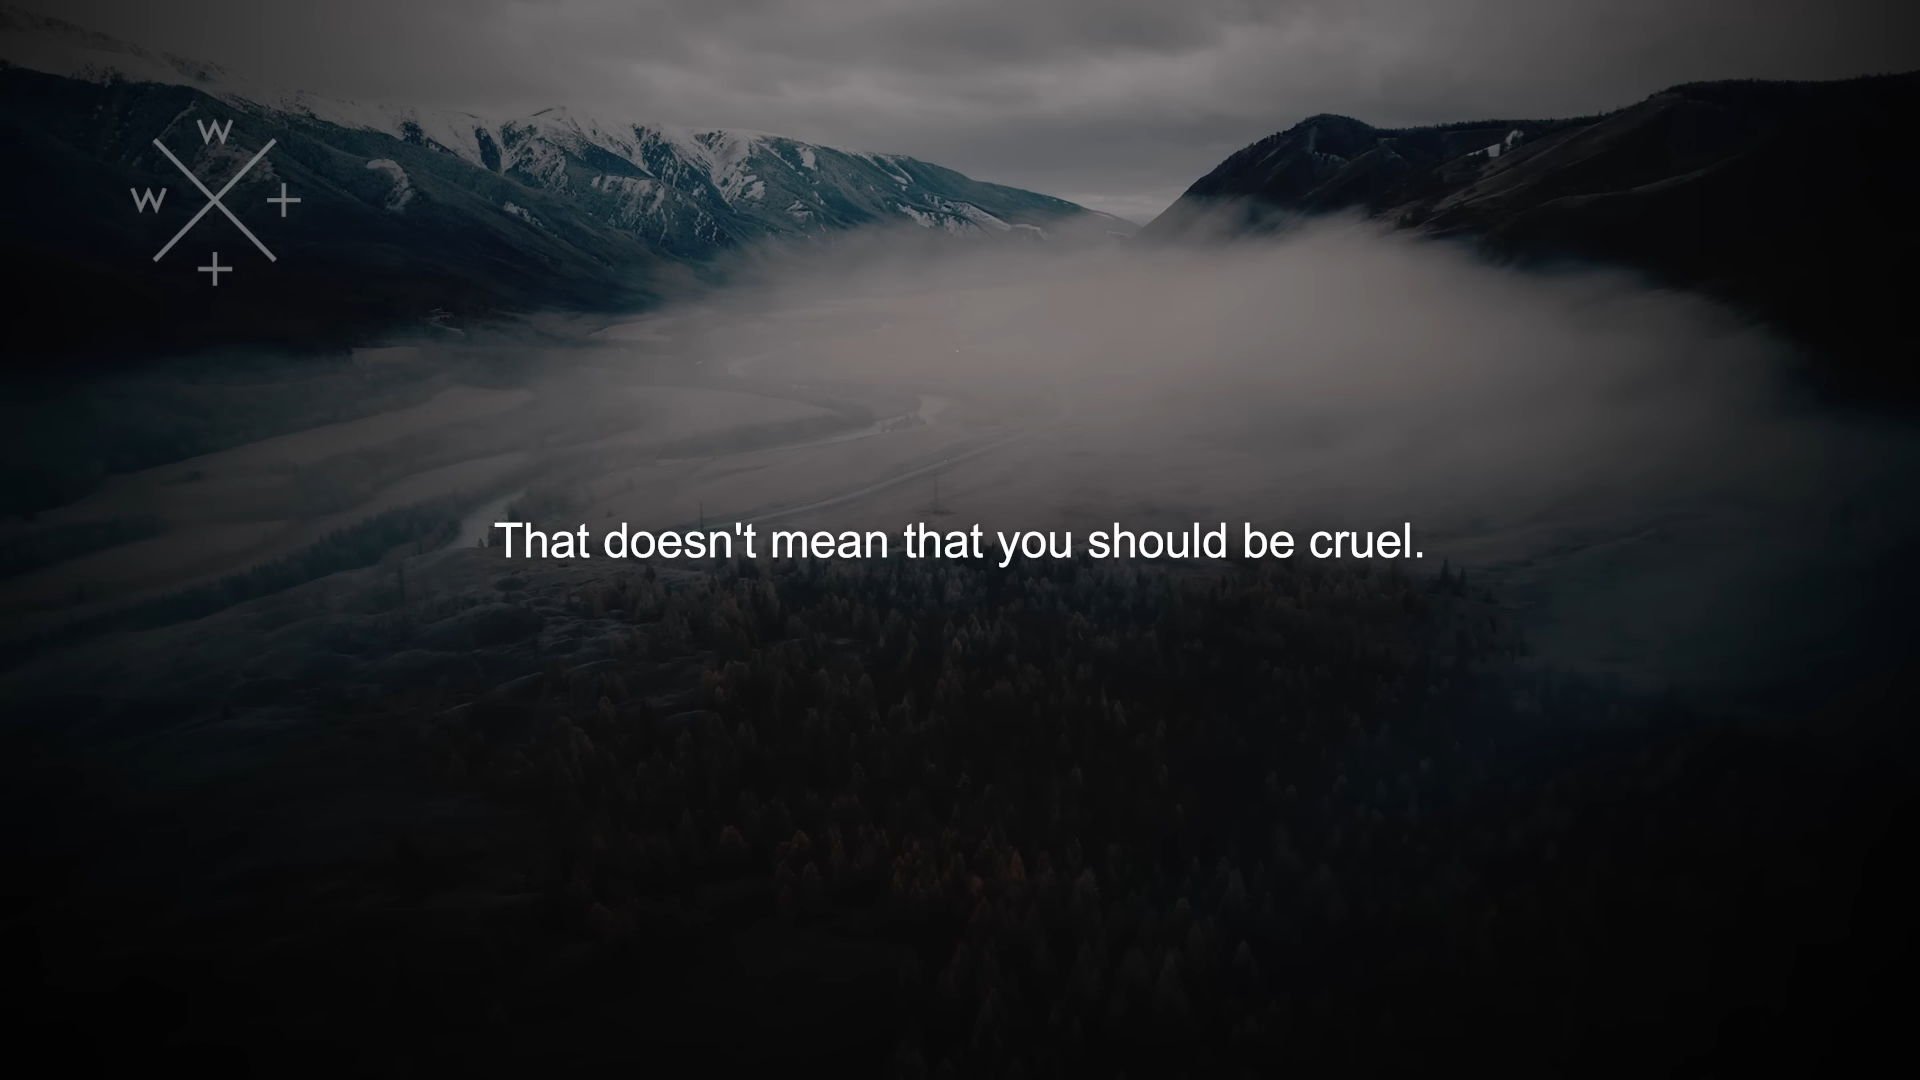 W
W +
+
That doesn't mean that you should be cruel.